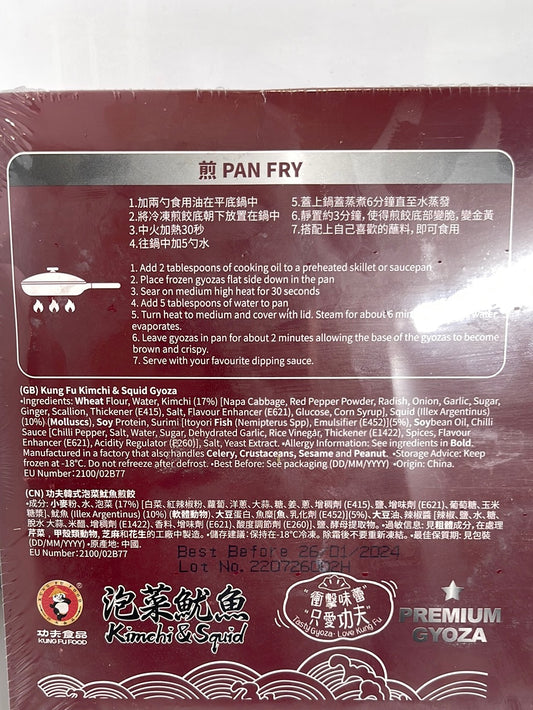 煎 PAN FRY
1.加兩勺食用油在平底鍋中
2.將冷凍煎餃底朝下放置在鍋中
3.中火加熱30秒
4.往鍋中加5勺水
5.蓋上鍋蓋蒸煮6分鐘直至水蒸發
6.靜置約3分鐘,使得煎餃底部變脆,變金黃
7.搭配上自己喜歡的蘸料,即可食用
1. Add 2 tablespoons of cooking oil to a preheated skillet or saucepan
2. Place frozen gyozas flat side down in the pan
3. Sear on medium high heat for 30 seconds
4. Add 5 tablespoons of water to pan
5. Turn heat to medium and cover with lid. Steam for about 6 water
evaporates.
6. Leave gyozas in pan for about 2 minutes allowing the base of the gyozas to become
brown and crispy.
7. Serve with your favourite dipping sauce.
(GB) Kung Fu Kimchi & Squid Gyoza
•Ingredients: Wheat Flour, Water, Kimchi (17%) [Napa Cabbage, Red Pepper Powder, Radish, Onion, Garlic, Sugar,
Ginger, Scallion, Thickener (E415), Salt, Flavour Enhancer (E621), Glucose, Corn Syrup], Squid (Illex Argentinus)
(10%) (Molluscs), Soy Protein, Surimi [Itoyori Fish (Nemipterus Spp), Emulsifier (E452)](5%), Soybean Oil, Chilli
Sauce [Chilli Pepper, Salt, Water, Sugar, Dehydrated Garlic, Rice Vinegar, Thickener (E1422), Spices, Flavour
Enhancer (E621), Acidity Regulator (E260)], Salt, Yeast Extract. •Allergy Information: See ingredients in Bold.
Manufactured in a factory that also handles Celery, Crustaceans, Sesame and Peanut. •Storage Advice: Keep
frozen at -18°C. Do not refreeze after defrost. •Best Before: See packaging (DD/MM/YYYY) •Origin: China.
EU Number: 2100/02B77
(CN) 功夫韓式泡菜魷魚煎餃
•成分: 小麥粉、水、泡菜 (17%) [白菜、紅辣椒粉、蘿蔔、洋蔥、大蒜、糖、姜、蔥、增稠劑 (E415)、鹽、增味劑 (E621)、葡萄糖、玉米
糖漿]、魷魚 (Illex Argentinus) (10%) (軟體動物)、大豆蛋白、魚糜[魚、乳化劑 (E452)](5%)、大豆油、辣椒醬 [辣椒、鹽、水、糖、
脫水大蒜、米醋、增稠劑 (E1422)、香料、增味劑 (E621)、酸度調節劑 (E260)]、鹽、酵母提取物。•過敏信息: 見粗體成分,在處理
芹菜、甲殼類動物、芝麻和花生的工廠中製造。•儲存建議: 保持在-18°C冷凍。除霜後不要重新凍結。•最佳保質期: 見包裝
(DD/MM/YYYY) •原產地: 中國.
EU Number: 2100/02B77
Best Before 26/01/2024
Lot No. 220726002H
功夫食品
KUNG FU FOOD
泡菜魷魚
Kimchi & Squid
衝擊味蕾
只愛功夫
Tasty Gyoza · Love Kung Fu
PREMIUM
GYOZA